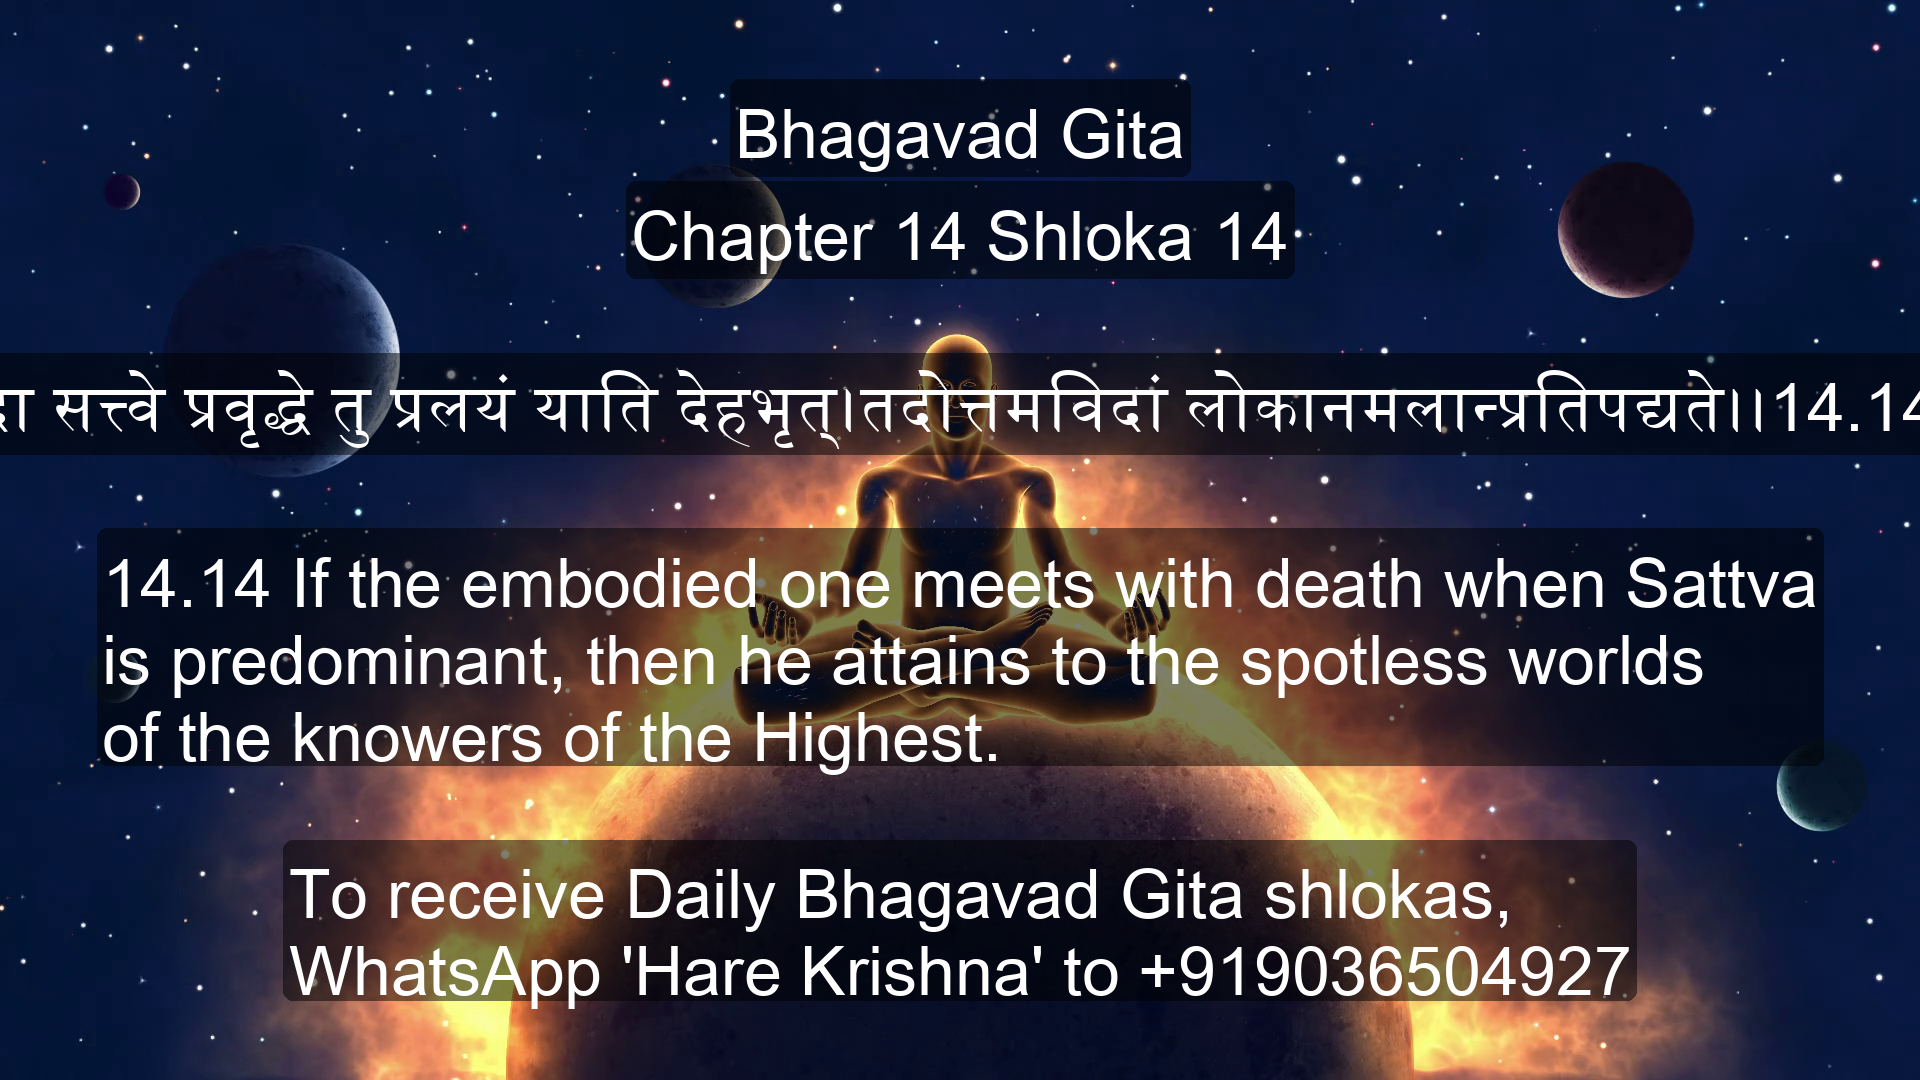 Bhagavad Gita
Chapter 14 Shloka 14
सत्त्वे प्रवृद्धे तु प्रलयं याति देहभृत्।तदोत्तमविदां लोकानमलान्प्रतिपद्यते।।14.14
14.14 If the embodied one meets with death when Sattva
is predominant, then he attains to the spotless worlds
of the knowers of the Highest.
To receive Daily Bhagavad Gita shlokas,
WhatsApp 'Hare Krishna' to +919036504927